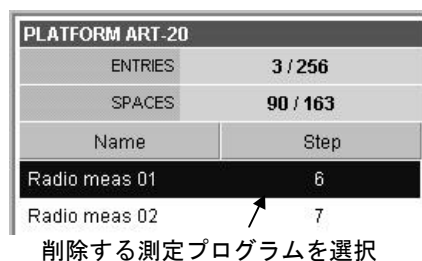 PLATFORM ART-20
ENTRIES 3 / 256
SPACES 90 / 163
Name Step
Radio meas 01 6
Radio meas 02 7
削除する測定プログラムを選択